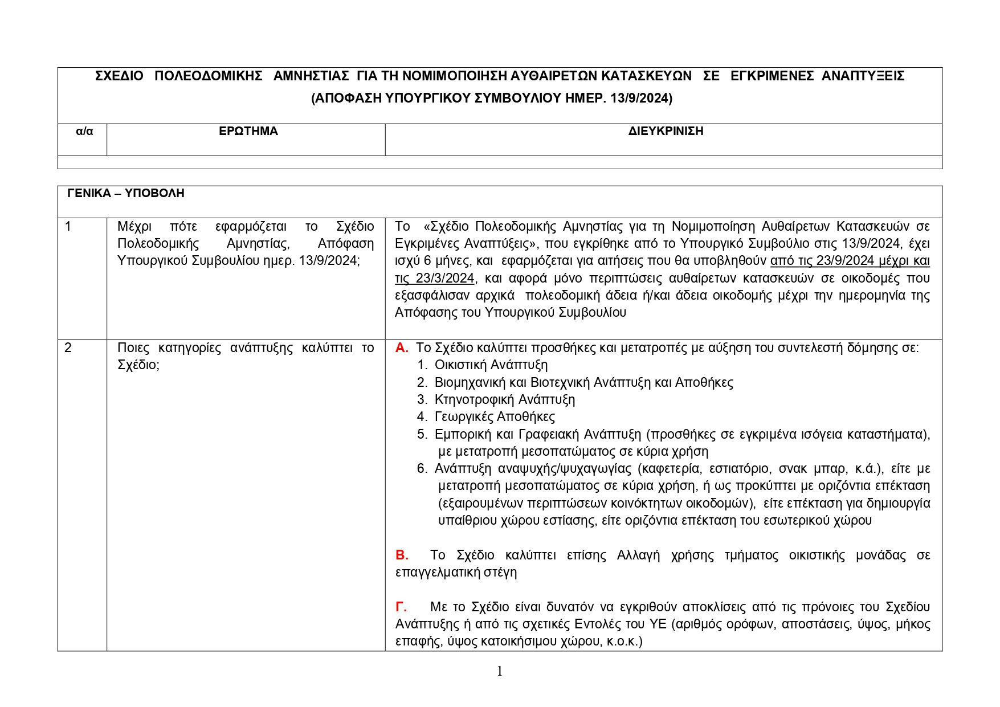 ΣΧΕΔΙΟ ΠΟΛΕΟΔΟΜΙΚΗΣ ΑΜΝΗΣΤΙΑΣ ΓΙΑ ΤΗ ΝΟΜΙΜΟΠΟΙΗΣΗ ΑΥΘΑΙΡΕΤΩΝ ΚΑΤΑΣΚΕΥΩΝ ΣΕ ΕΓΚΡΙΜΕΝΕΣ ΑΝΑΠΤΥΞΕΙΣ
(ΑΠΟΦΑΣΗ ΥΠΟΥΡΓΙΚΟΥ ΣΥΜΒΟΥΛΙΟΥ ΗΜΕΡ. 13/9/2024)
α/α ΕΡΩΤΗΜΑ ΔΙΕΥΚΡΙΝΙΣΗ
ΓΕΝΙΚΑ – ΥΠΟΒΟΛΗ
1
Μέχρι πότε εφαρμόζεται το Σχέδιο
Πολεοδομικής Αμνηστίας, Απόφαση
Υπουργικού Συμβουλίου ημερ. 13/9/2024;
Το «Σχέδιο Πολεοδομικής Αμνηστίας για τη Νομιμοποίηση Αυθαίρετων Κατασκευών σε
Εγκριμένες Αναπτύξεις», που εγκρίθηκε από το Υπουργικό Συμβούλιο στις 13/9/2024, έχει
ισχύ 6 μήνες, και εφαρμόζεται για αιτήσεις που θα υποβληθούν από τις 23/9/2024 μέχρι και
τις 23/3/2024, και αφορά μόνο περιπτώσεις αυθαίρετων κατασκευών σε οικοδομές που
εξασφάλισαν αρχικά πολεοδομική άδεια ή/και άδεια οικοδομής μέχρι την ημερομηνία της
Απόφασης του Υπουργικού Συμβουλίου
2
Ποιες κατηγορίες ανάπτυξης καλύπτει το
Σχέδιο;
Α. Το Σχέδιο καλύπτει προσθήκες και μετατροπές με αύξηση του συντελεστή δόμησης σε:
1. Οικιστική Ανάπτυξη
2. Βιομηχανική και Βιοτεχνική Ανάπτυξη και Αποθήκες
3. Κτηνοτροφική Ανάπτυξη
4. Γεωργικές Αποθήκες
5. Εμπορική και Γραφειακή Ανάπτυξη (προσθήκες σε εγκριμένα ισόγεια καταστήματα),
με μετατροπή μεσοπατώματος σε κύρια χρήση
6. Ανάπτυξη αναψυχής/ψυχαγωγίας (καφετερία, εστιατόριο, σνακ μπαρ, κ.ά.), είτε με
μετατροπή μεσοπατώματος σε κύρια χρήση, ή ως προκύπτει με οριζόντια επέκταση
(εξαιρουμένων περιπτώσεων κοινόκτητων οικοδομών), είτε επέκταση για δημιουργία
υπαίθριου χώρου εστίασης, είτε οριζόντια επέκταση του εσωτερικού χώρου
Β. Το Σχέδιο καλύπτει επίσης Αλλαγή χρήσης τμήματος οικιστικής μονάδας σε
επαγγελματική στέγη
Γ. Με το Σχέδιο είναι δυνατόν να εγκριθούν αποκλίσεις από τις πρόνοιες του Σχεδίου
Ανάπτυξης ή από τις σχετικές Εντολές του ΥΕ (αριθμός ορόφων, αποστάσεις, ύψος, μήκος
επαφής, ύψος κατοικήσιμου χώρου, κ.ο.κ.)
1